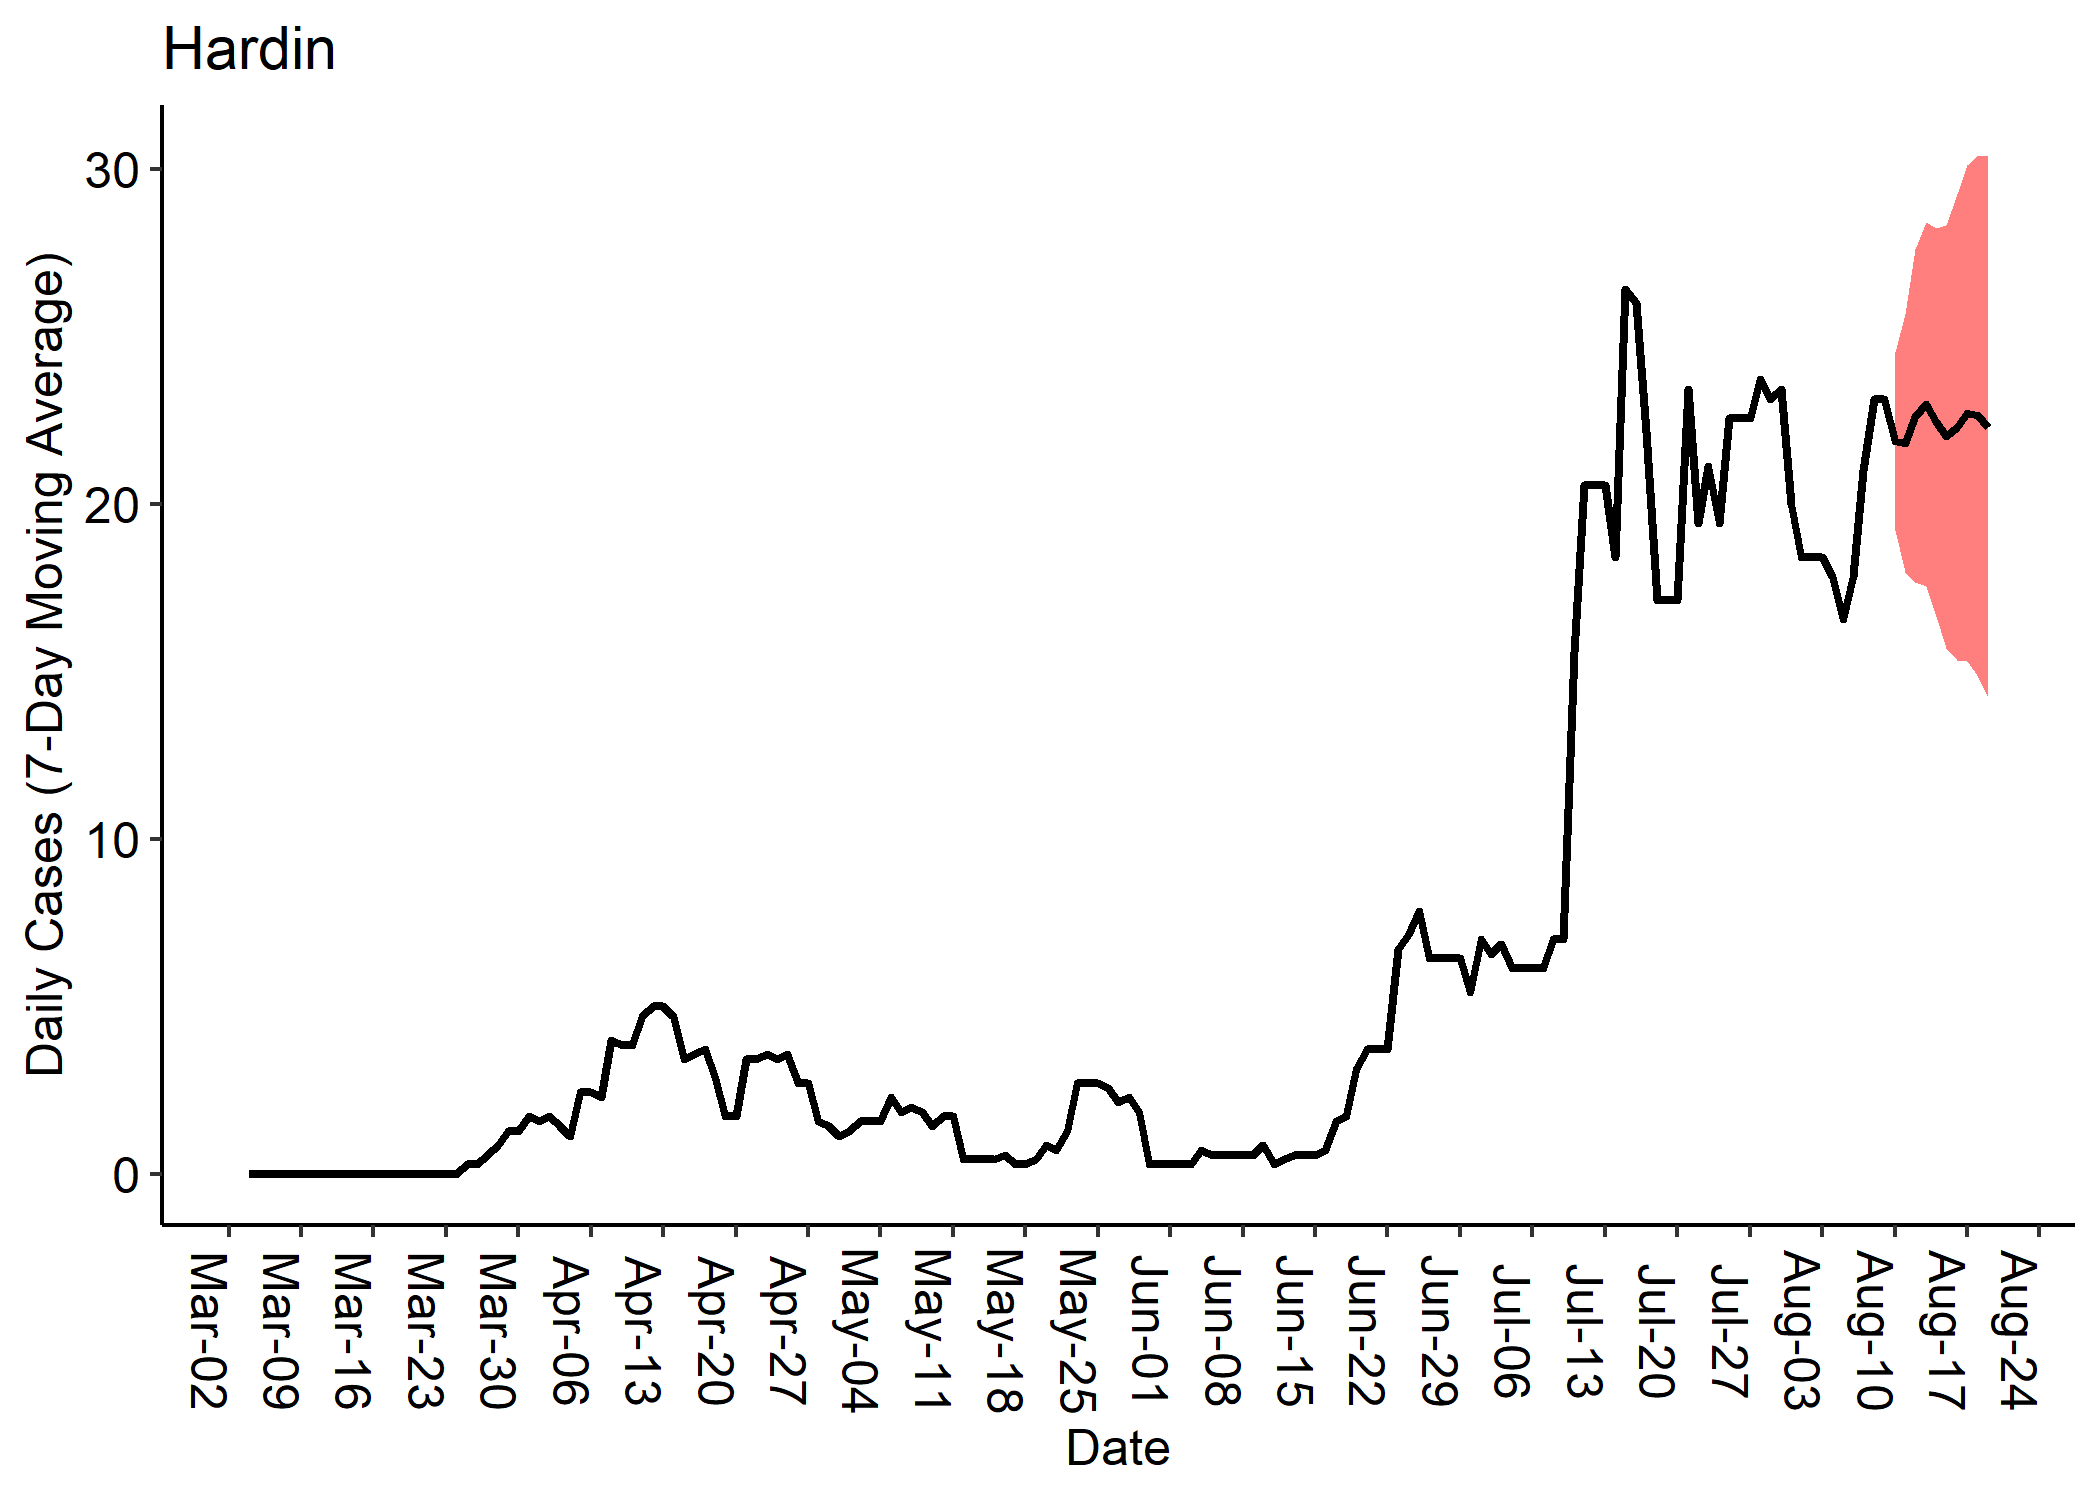 Hardin
Daily Cases (7-Day Moving Average)
30
20
10
0
Mar-02
Mar-09
Mar-16
Mar-23
Mar-30
Apr-06
Apr-13
Apr-20
Apr-27
May-04
May-11
May-18
May-25
Jun-01
Jun-08
Jun-15
Jun-22
Jun-29
Jul-06
Jul-13
Jul-20
Jul-27
Aug-03
Aug-10
Aug-17
Aug-24
Date